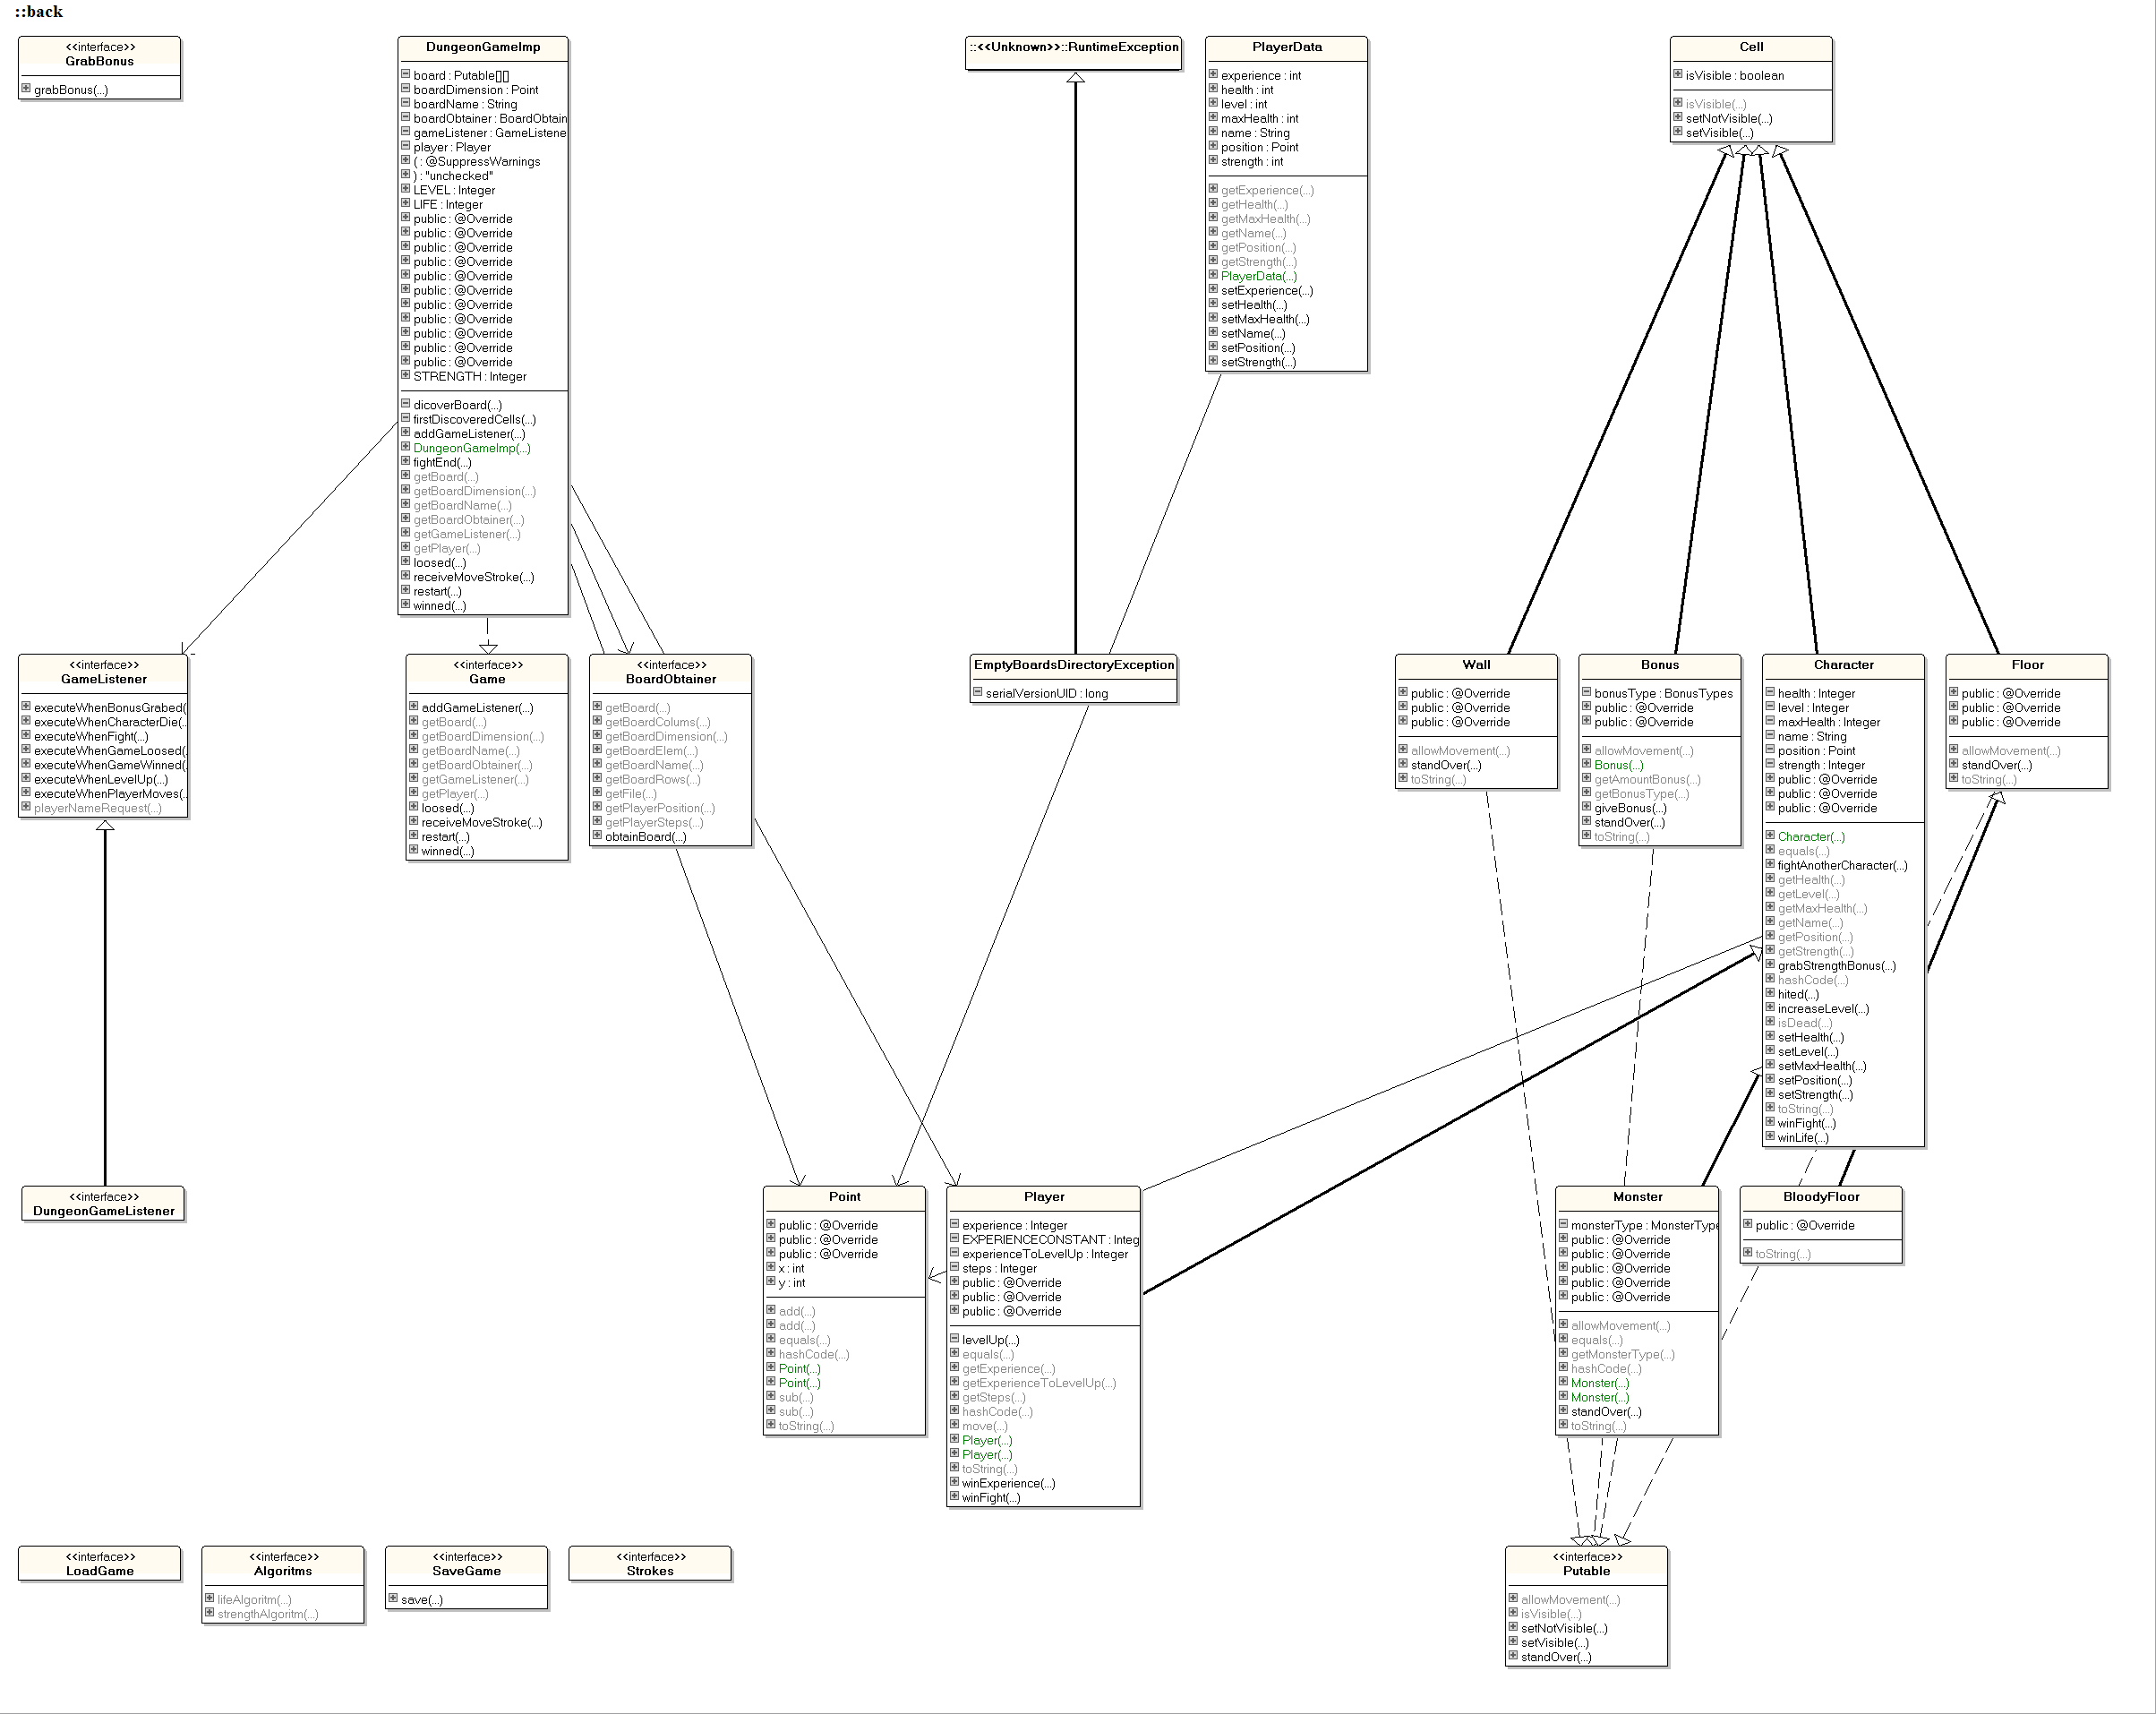 ::back
<<interface>>
GrabBonus
grabBonus(...)
DungeonGameImp
board : Putable[][]
boardDimension : Point
boardName : String
boardObtainer : BoardObtain
gameListener : GameListene
player : Player
( : @SuppressWarnings
) : "unchecked"
LEVEL : Integer
LIFE : Integer
public : @Override
public : @Override
public : @Override
public : @Override
public : @Override
public : @Override
public : @Override
public : @Override
public : @Override
public : @Override
public : @Override
STRENGTH : Integer
dicoverBoard(...)
firstDiscoveredCells(...)
addGameListener(...)
DungeonGameImp(...)
fightEnd(...)
getBoard(...)
getBoardDimension(...)
getBoardName(...)
getBoardObtainer(...)
getGameListener(...)
getPlayer(...)
loosed(...)
receiveMoveStroke(...)
restart(...)
winned(...)
::<<Unknown>>::RuntimeException
PlayerData
experience : int
health : int
level : int
maxHealth : int
name : String
position : Point
strength : int
getExperience(...)
getHealth(...)
getMaxHealth(...)
getName(...)
getPosition(...)
getStrength(...)
PlayerData(...)
setExperience(...)
setHealth(...)
setMaxHealth(...)
setName(...)
setPosition(...)
setStrength(...)
Cell
isVisible : boolean
isVisible(...)
setNotVisible(...)
setVisible(...)
<<interface>>
GameListener
executeWhenBonusGrabed(
executeWhenCharacterDie(..
executeWhenFight(...)
executeWhenGameLoosed(.
executeWhenGameWinned(.
executeWhenLevelUp(...)
executeWhenPlayerMoves(..
playerNameRequest(...)
<<interface>>
Game
addGameListener(...)
getBoard(...)
getBoardDimension(...)
getBoardName(...)
getBoardObtainer(...)
getGameListener(...)
getPlayer(...)
loosed(...)
receiveMoveStroke(...)
restart(...)
winned(...)
<<interface>>
BoardObtainer
getBoard(...)
getBoardColums(...)
getBoardDimension(...)
getBoardElem(...)
getBoardName(...)
getBoardRows(...)
getFile(...)
getPlayerPosition(...)
getPlayerSteps(...)
obtainBoard(...)
EmptyBoardsDirectoryException
serialVersionUID : long
Wall
public : @Override
public : @Override
public : @Override
allowMovement(...)
standOver(...)
toString(...)
Bonus
bonusType : BonusTypes
public : @Override
public : @Override
allowMovement(...)
Bonus(...)
getAmountBonus(...)
getBonusType(...)
giveBonus(...)
standOver(...)
toString(...)
Character
health : Integer
level : Integer
maxHealth : Integer
name : String
position : Point
strength : Integer
public : @Override
public : @Override
public : @Override
Character(...)
equals(...)
fightAnotherCharacter(...)
getHealth(...)
getLevel(...)
getMaxHealth(...)
getName(...)
getPosition(...)
getStrength(...)
grabStrengthBonus(...)
hashCode(...)
hited(...)
increaseLevel(...)
isDead(...)
setHealth(...)
setLevel(...)
setMaxHealth(...)
setPosition(...)
setStrength(...)
toString(...)
winFight(...)
winLife(...)
Floor
public : @Override
public : @Override
public : @Override
allowMovement(...)
standOver(...)
toString(...)
<<interface>>
DungeonGameListener
Point
public : @Override
public : @Override
public : @Override
x : int
y : int
add(...)
add(...)
equals(...)
hashCode(...)
Point(...)
Point(...)
sub(...)
sub(...)
toString(...)
Player
experience : Integer
EXPERIENCECONSTANT : Integ
experienceToLevelUp : Integer
steps : Integer
public : @Override
public : @Override
public : @Override
levelUp(...)
equals(...)
getExperience(...)
getExperienceToLevelUp(...)
getSteps(...)
hashCode(...)
move(...)
Player(...)
Player(...)
toString(...)
winExperience(...)
winFight(...)
Monster
monsterType : MonsterType
public : @Override
public : @Override
public : @Override
public : @Override
public : @Override
allowMovement(...)
equals(...)
getMonsterType(...)
hashCode(...)
Monster(...)
Monster(...)
standOver(...)
toString(...)
BloodyFloor
public : @Override
toString(...)
<<interface>>
LoadGame
<<interface>>
Algoritms
lifeAlgoritm(...)
strengthAlgoritm(...)
<<interface>>
SaveGame
save(...)
<<interface>>
Strokes
<<interface>>
Putable
allowMovement(...)
isVisible(...)
setNotVisible(...)
setVisible(...)
standOver(...)